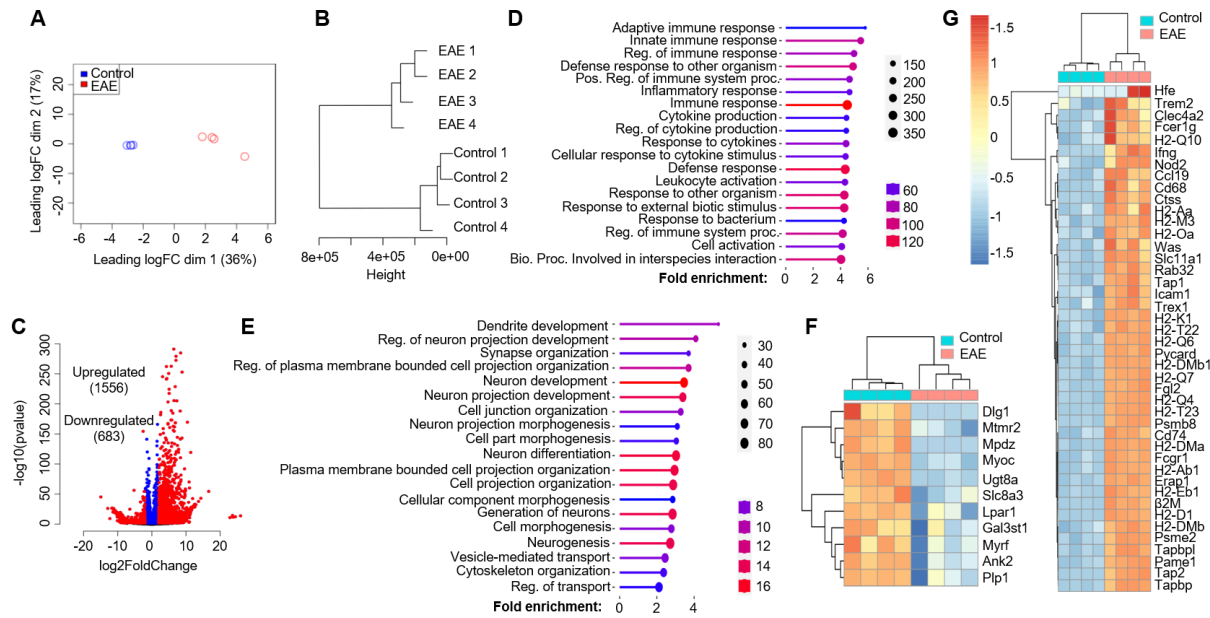 A
Control
EAE
Leading logFC dim 2 (17%)
20
10
0
-10
-20
-6
-4
-2
0
2
4
6
Leading logFC dim 1 (36%)
B
EAE 1
EAE 2
EAE 3
EAE 4
Control 1
Control 2
Control 3
Control 4
8e+05
4e+05
0e+00
Height
C
Upregulated
(1556)
Downregulated
(683)
-log10(pvalue)
300
250
200
150
100
50
0
-20
-10
0
10
20
log2FoldChange
D
Adaptive immune response
Innate immune response
Reg. of immune response
Defense response to other organism
Pos. Reg. of immune system proc.
Inflammatory response
Immune response
Cytokine production
Reg. of cytokine production
Response to cytokines
Cellular response to cytokine stimulus
Defense response
Leukocyte activation
Response to other organism
Response to external biotic stimulus
Response to bacterium
Reg. of immune system proc.
Cell activation
Bio. Proc. Involved in interspecies interaction
Fold enrichment:
0
2
4
6
150
200
250
300
350
60
80
100
120
E
Dendrite development
Reg. of neuron projection development
Synapse organization
Reg. of plasma membrane bounded cell projection organization
Neuron development
Neuron projection development
Cell junction organization
Neuron projection morphogenesis
Cell part morphogenesis
Neuron differentiation
Plasma membrane bounded cell projection organization
Cell projection organization
Cellular component morphogenesis
Generation of neurons
Cell morphogenesis
Neurogenesis
Vesicle-mediated transport
Cytoskeleton organization
Reg. of transport
Fold enrichment:
0
2
4
30
40
50
60
70
80
8
10
12
14
16
F
Control
EAE
Dlg1
Mtmr2
Mpdz
Myoc
Ugt8a
Slc8a3
Lpar1
Gal3st1
Myrf
Ank2
Plp1
G
-1.5
1
0.5
0
-0.5
-1
-1.5
Control
EAE
Hfe
Trem2
Clec4a2
Fcer1g
H2-Q10
Ifng
Nod2
Ccl19
Cd68
Ctss
H2-Aa
H2-M3
H2-Oa
Was
Slc11a1
Rab32
Tap1
Icam1
Trex1
H2-K1
H2-T22
H2-Q6
Pycard
H2-DMb1
H2-Q7
Fgl2
H2-Q4
H2-T23
Psmb8
Cd74
H2-DMa
Fcgr1
H2-Ab1
Erap1
H2-Eb1
β2M
H2-D1
H2-DMb
Psme2
Tapbpl
Pame1
Tap2
Tapbp